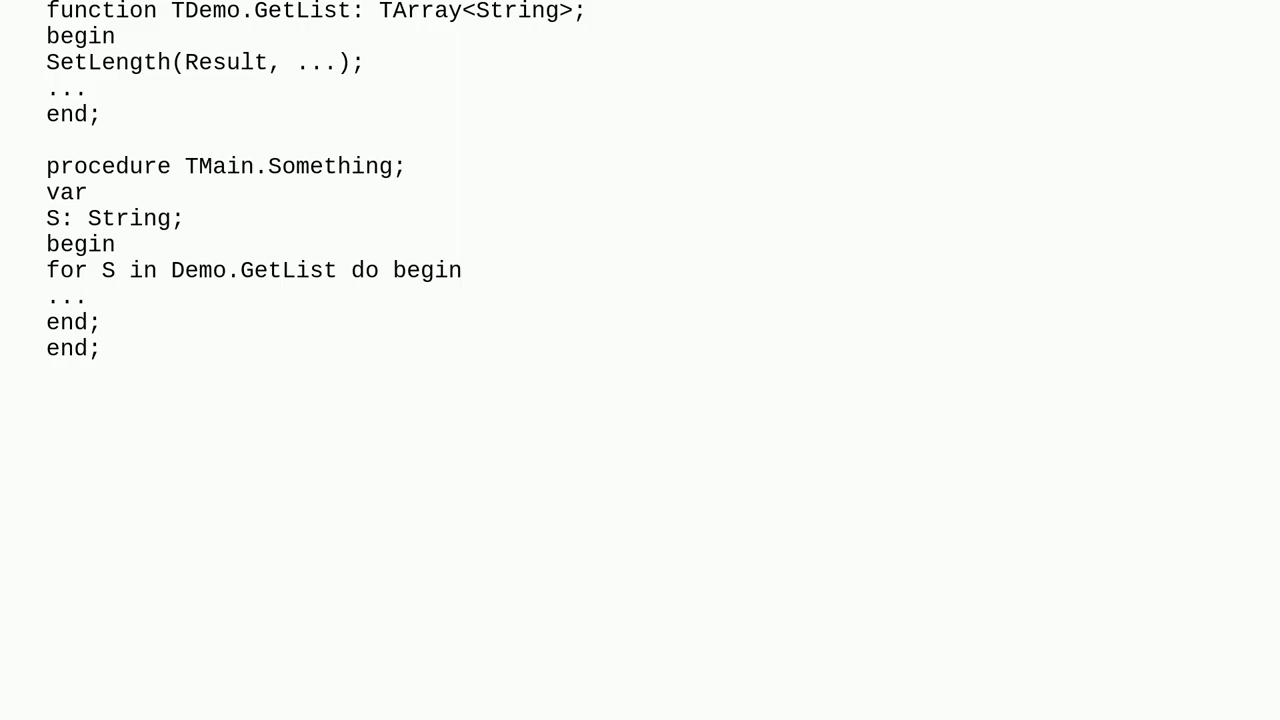 function TDemo.GetList: TArray<String>;
begin
SetLength(Result, ...);
...
end;

procedure TMain.Something;
var
S: String;
begin
for S in Demo.GetList do begin
...
end;
end;